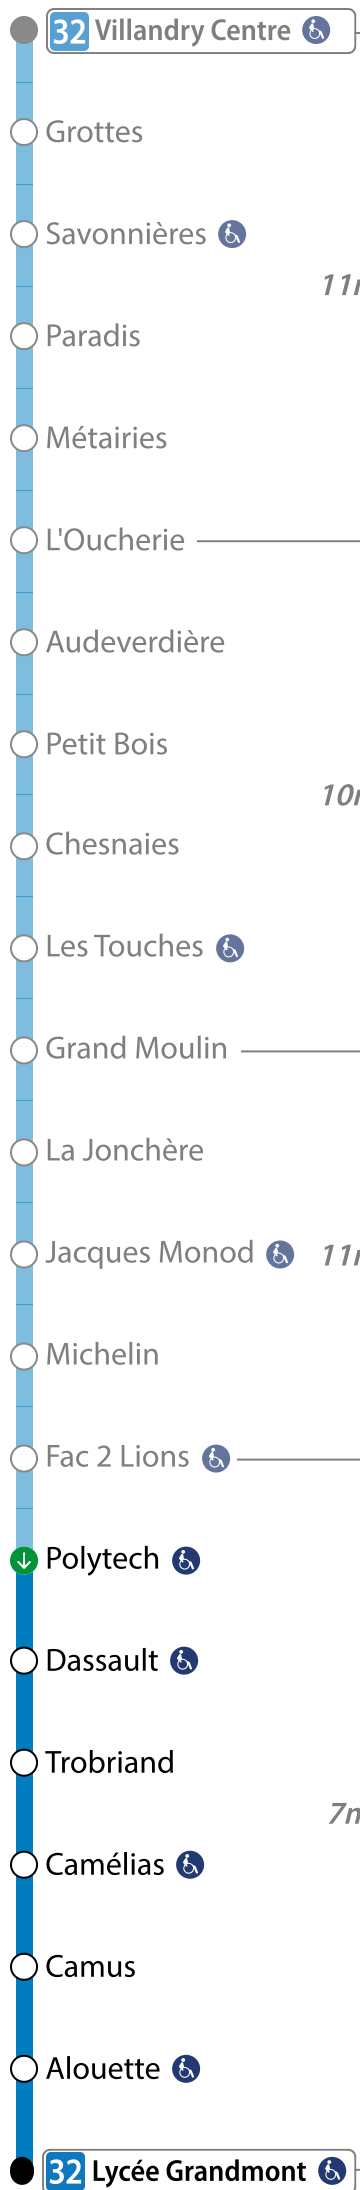 32 Villandry Centre
Grottes
Savonnières
Paradis
Métairies
L'Oucherie
Audeverdière
Petit Bois
Chesnaies
Les Touches
Grand Moulin
La Jonchère
Jacques Monod
Michelin
Fac 2 Lions
Polytech
Dassault
Trobriand
Camélias
Camus
Alouette
32 Lycée Grandmont